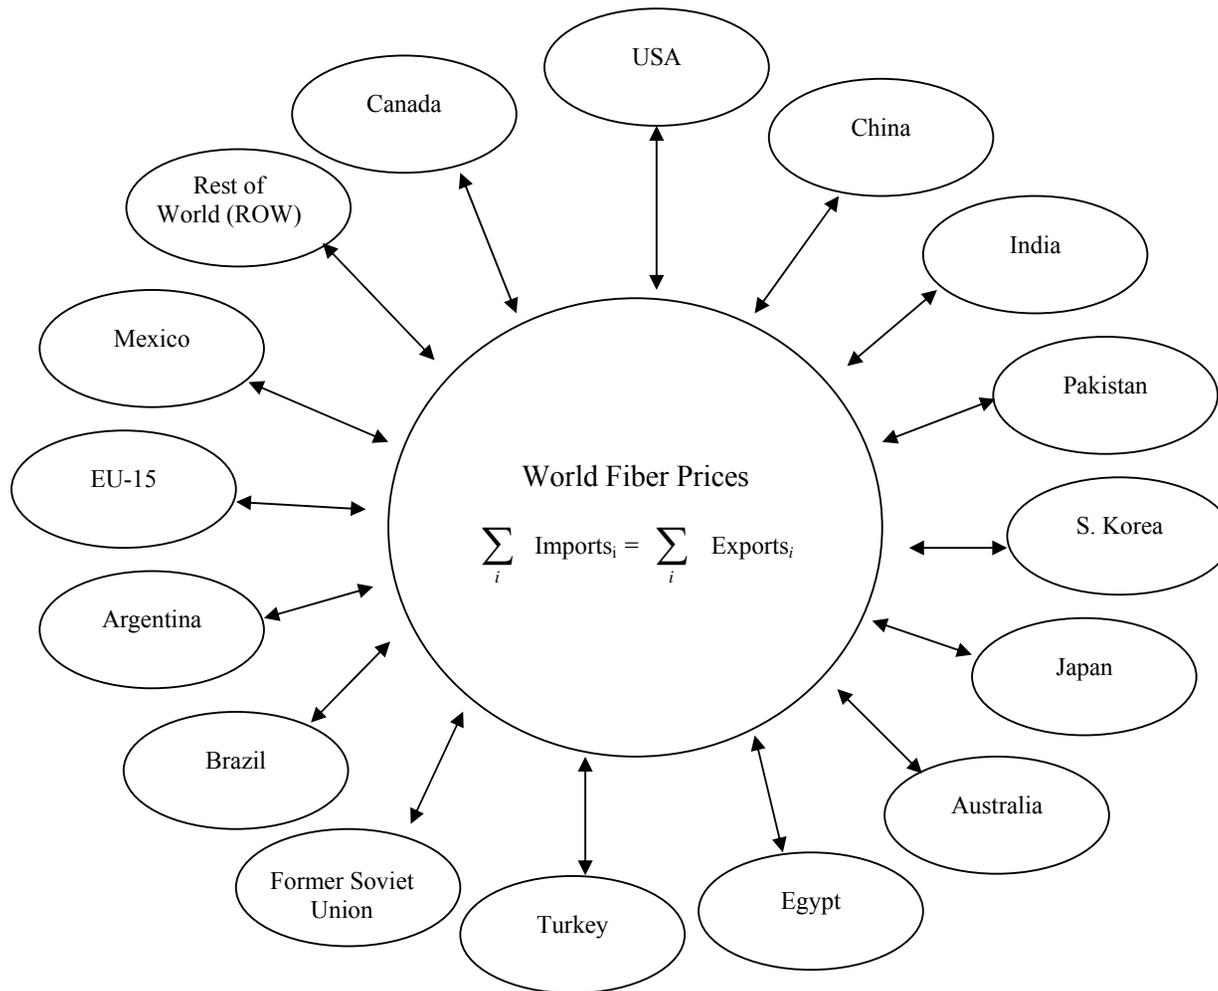 USA
Canada
China
Rest of
World (ROW)
India
Mexico
Pakistan
EU-15
World Fiber Prices
S. Korea
∑ i Importsi = ∑ i Exportsi
Argentina
Japan
Brazil
Australia
Former Soviet
Union
Egypt
Turkey